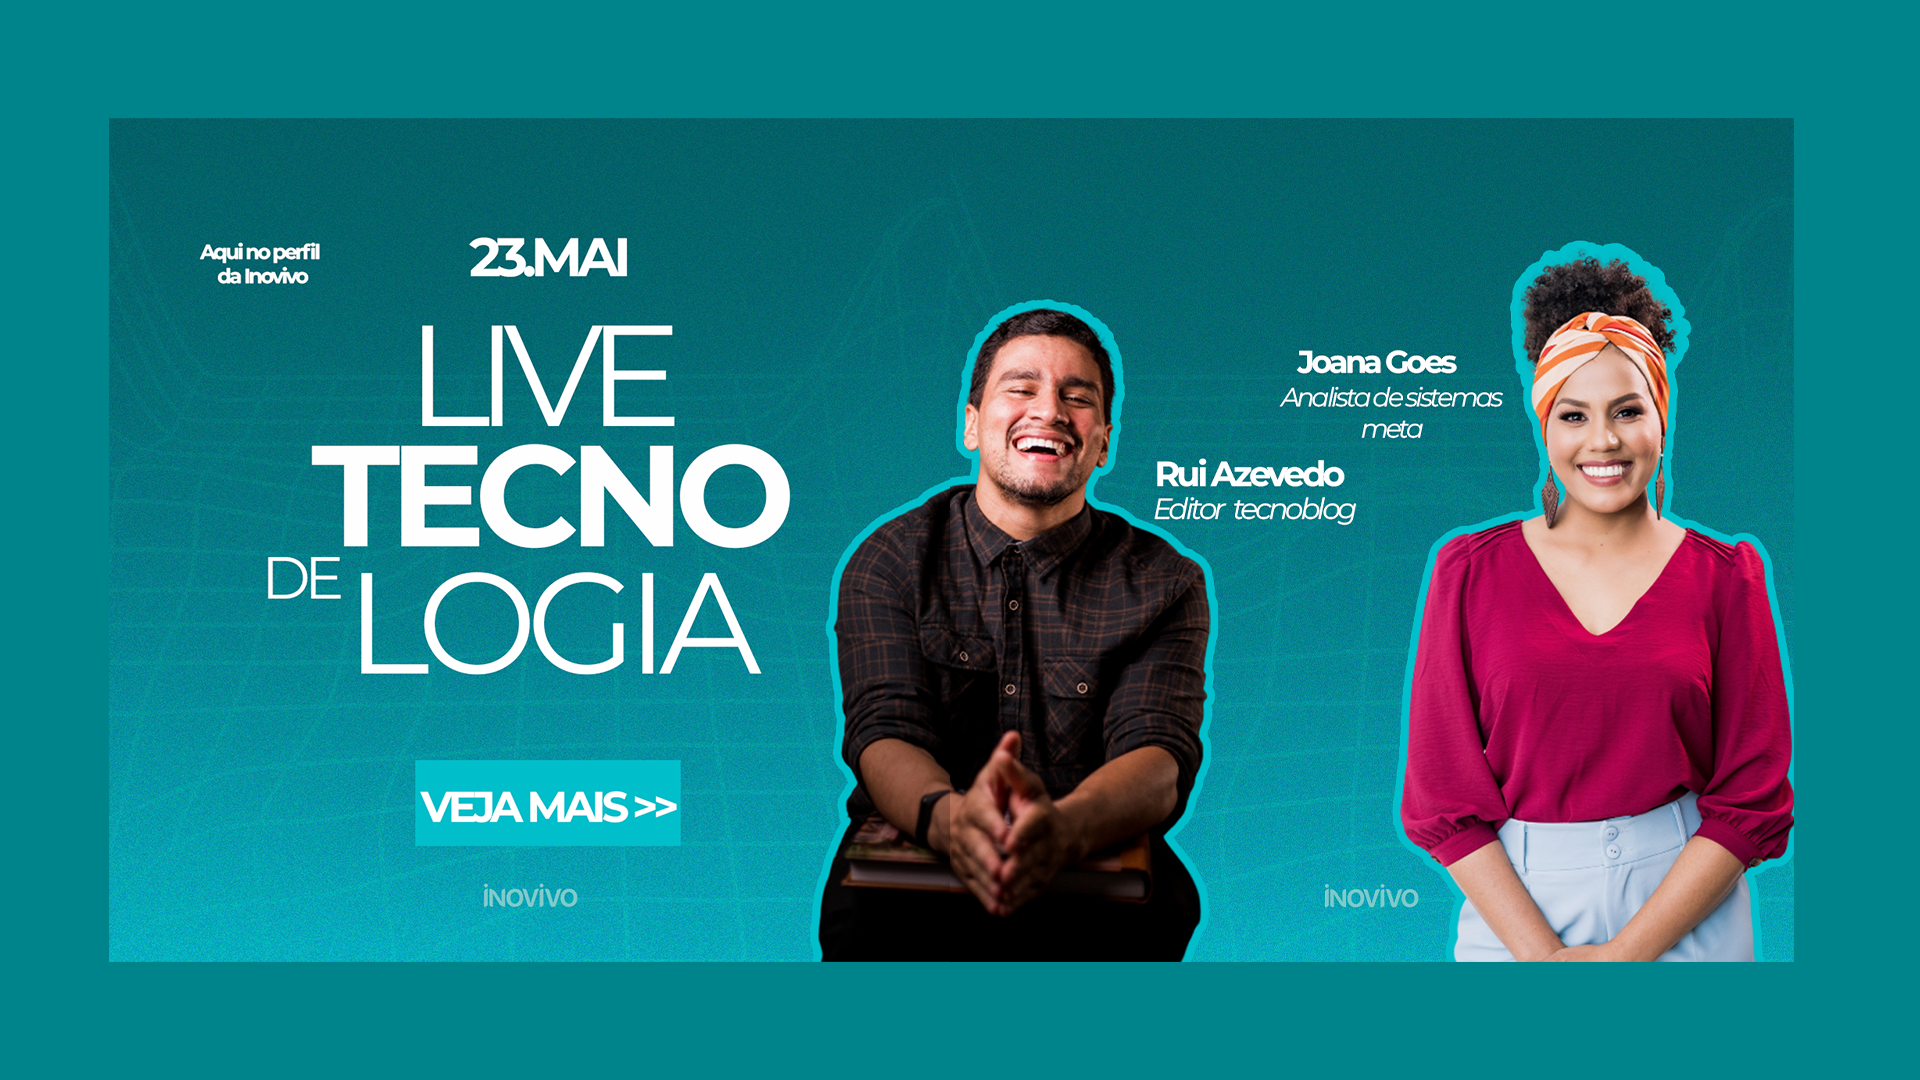 Aqui no perfil
da Inovivo
23.MAI
LIVE
TECNO
DE LOGIA
VEJA MAIS >>
inovivo
Rui Azevedo
Editor tecnoblog
Joana Goes
Analista de sistemas
meta
inovivo